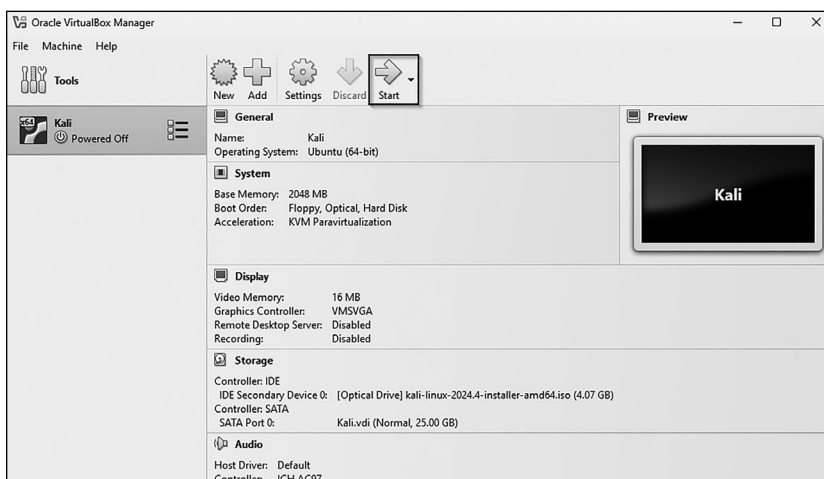 Oracle VirtualBox Manager
File Machine Help
Tools
New Add Settings Discard Start
x64
Kali
Powered Off
General
Name: Kali
Operating System: Ubuntu (64-bit)
Preview
Kali
System
Base Memory: 2048 MB
Boot Order: Floppy, Optical, Hard Disk
Acceleration: KVM Paravirtualization
Display
Video Memory: 16 MB
Graphics Controller: VMSVGA
Remote Desktop Server: Disabled
Recording: Disabled
Storage
Controller: IDE
IDE Secondary Device 0: [Optical Drive] kali-linux-2024.4-installer-amd64.iso (4.07 GB)
Controller: SATA
SATA Port 0: Kali.vdi (Normal, 25.00 GB)
Audio
Host Driver: Default
Controller: ICH AC97